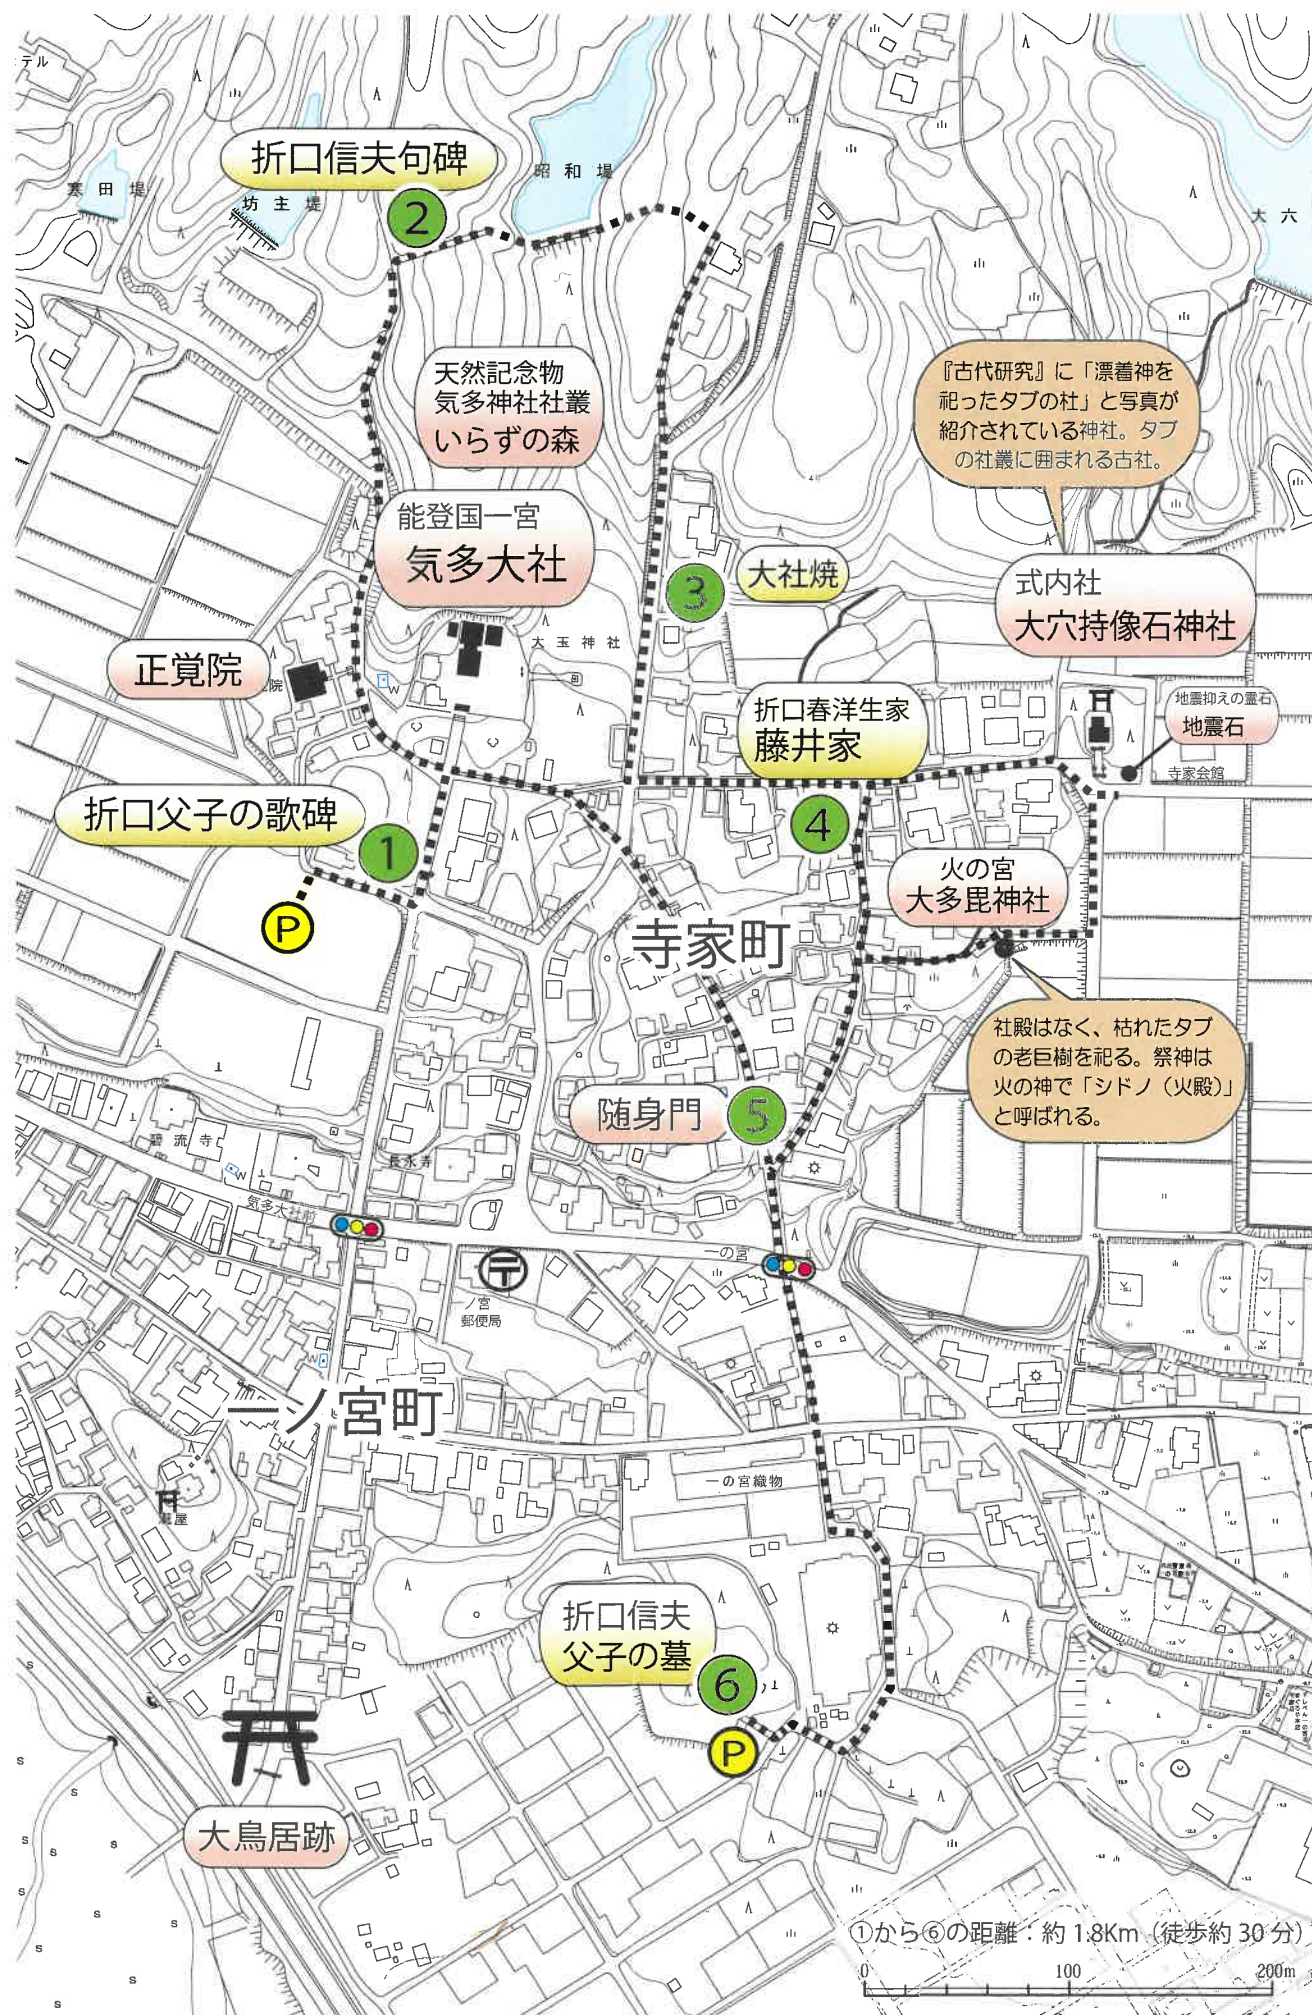 テル
折口信夫句碑
2
昭和堤
寒田堤
坊主堤
大六
天然記念物
気多神社社叢
いらずの森
『古代研究』に「漂着神を
祀ったタブの杜」と写真が
紹介されている神社。タブ
の社叢に囲まれる古社。
能登国一宮
気多大社
3
大社焼
式内社
大穴持像石神社
大玉神社
正覚院
院
W
折口春洋生家
藤井家
地震抑えの霊石
地震石
寺家会館
折口父子の歌碑
1
4
P
火の宮
大多毘神社
寺家町
社殿はなく、枯れたタブ
の老巨樹を祀る。祭神は
火の神で「シドノ（火殿）」
と呼ばれる。
随身門
5
碧流寺
長永寺
W
気多大社前
一の宮
〒
一ノ宮
郵便局
W
一ノ宮町
一の宮織物
折口信夫
父子の墓
6
P
大鳥居跡
①から⑥の距離：約1.8Km（徒歩約30分）
0 100 200m